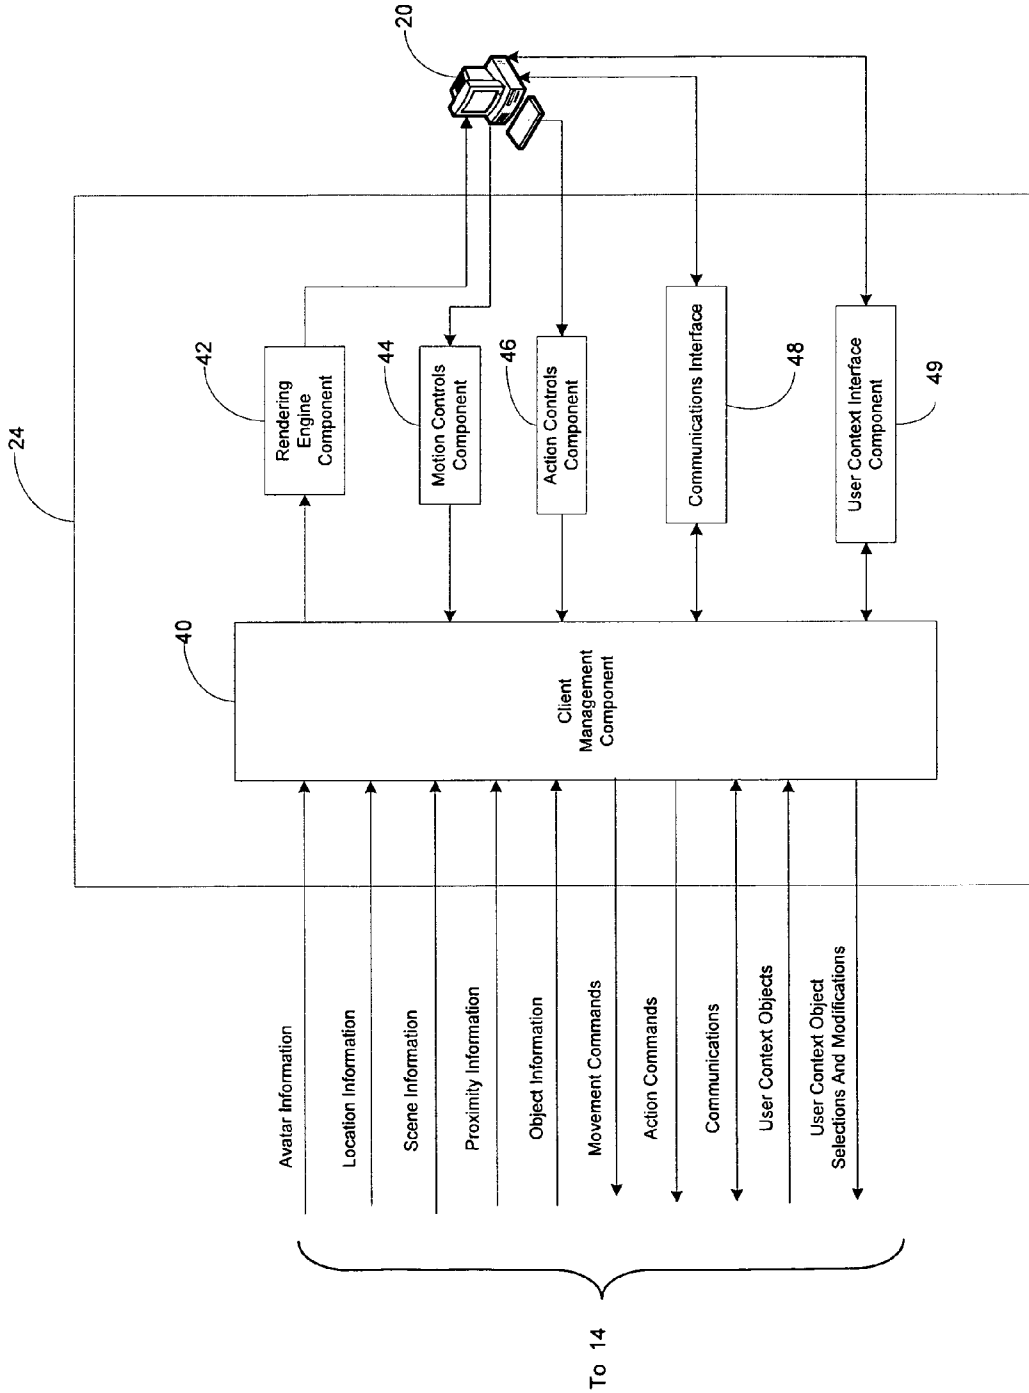 24
20
40
42
Rendering
Engine
Component
44
Motion Controls
Component
46
Action Controls
Component
Communications Interface
48
User Context Interface
Component
49
Client
Management
Component
Avatar Information
Location Information
Scene Information
Proximity Information
Object Information
Movement Commands
Action Commands
Communications
User Context Objects
User Context Object
Selections And Modifications
To 14